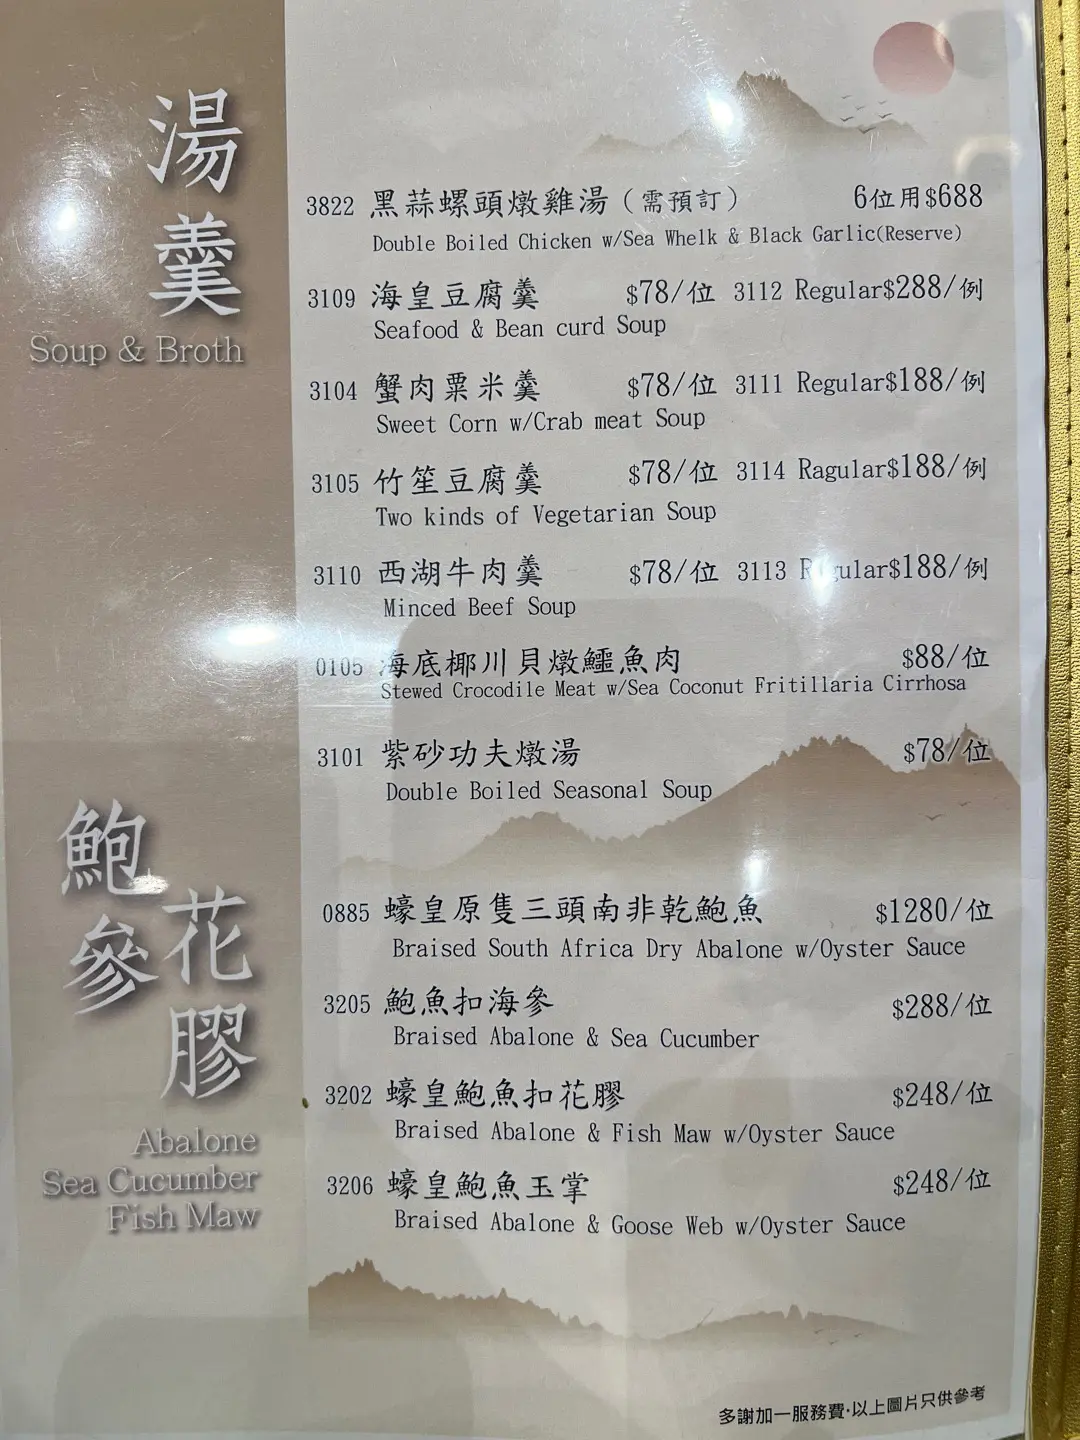 湯羹
Soup & Broth
3822 黑蒜螺頭燉雞湯(需預訂) 6位用$688
Double Boiled Chicken w/Sea Whelk & Black Garlic(Reserve)
3109 海皇豆腐羹 $78/位 3112 Regular$288/例
Seafood & Bean curd Soup
3104 蟹肉粟米羹 $78/位 3111 Regular$188/例
Sweet Corn w/Crab meat Soup
3105 竹笙豆腐羹 $78/位 3114 Ragular$188/例
Two kinds of Vegetarian Soup
3110 西湖牛肉羹 $78/位 3113 Regular$188/例
Minced Beef Soup
0105 海底椰川貝燉鱷魚肉 $88/位
Stewed Crocodile Meat w/Sea Coconut Fritillaria Cirrhosa
3101 紫砂功夫燉湯 $78/位
Double Boiled Seasonal Soup
鮑參
花膠
Abalone
Sea Cucumber
Fish Maw
0885 蠔皇原隻三頭南非乾鮑魚 $1280/位
Braised South Africa Dry Abalone w/Oyster Sauce
3205 鮑魚扣海參 $288/位
Braised Abalone & Sea Cucumber
3202 蠔皇鮑魚扣花膠 $248/位
Braised Abalone & Fish Maw w/Oyster Sauce
3206 蠔皇鮑魚玉掌 $248/位
Braised Abalone & Goose Web w/Oyster Sauce
多謝加一服務費·以上圖片只供參考